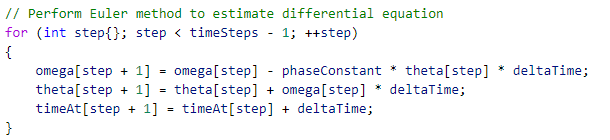 // Perform Euler method to estimate differential equation
for (int step{}; step < timeSteps - 1; ++step)
{
    omega[step + 1] = omega[step] - phaseConstant * theta[step] * deltaTime;
    theta[step + 1] = theta[step] + omega[step] * deltaTime;
    timeAt[step + 1] = timeAt[step] + deltaTime;
}